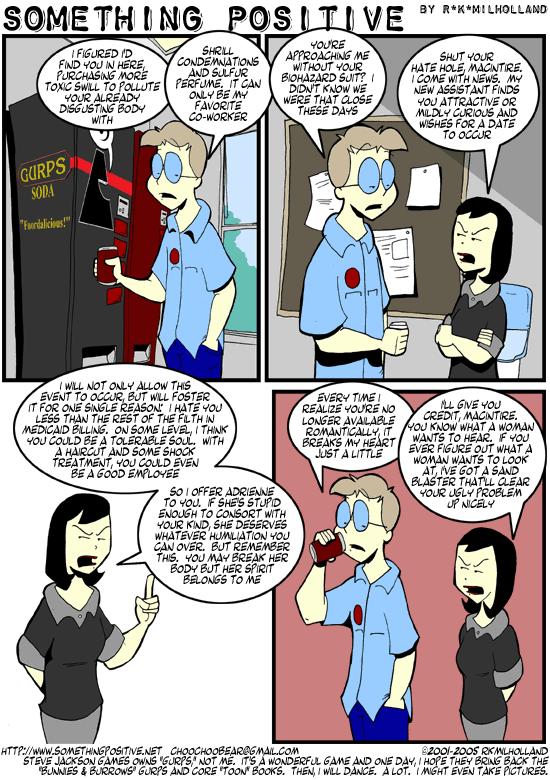 SOMETHING POSITIVE
BY R*K*MILHOLLAND
I FIGURED I'D
FIND YOU IN HERE,
PURCHASING MORE
TOXIC SWILL TO POLLUTE
YOUR ALREADY
DISGUSTING BODY
WITH
SHRILL
CONDEMNATIONS
AND SULFUR
PERFUME. IT CAN
ONLY BE MY
FAVORITE
CO-WORKER
GURPS
SODA
"Fnordalicious!"
YOU'RE
APPROACHING ME
WITHOUT YOUR
BIOHAZARD SUIT? I
DIDN'T KNOW WE
WERE THAT CLOSE
THESE DAYS
SHUT YOUR
HATE HOLE, MACINTIRE.
I COME WITH NEWS. MY
NEW ASSISTANT FINDS
YOU ATTRACTIVE OR
MILDLY CURIOUS AND
WISHES FOR A DATE
TO OCCUR
I WILL NOT ONLY ALLOW THIS
EVENT TO OCCUR, BUT WILL FOSTER
IT FOR ONE SINGLE REASON: I HATE YOU
LESS THAN THE REST OF THE FILTH IN
MEDICAID BILLING. ON SOME LEVEL, I THINK
YOU COULD BE A TOLERABLE SOUL. WITH
A HAIRCUT AND SOME SHOCK
TREATMENT, YOU COULD EVEN
BE A GOOD EMPLOYEE
SO I OFFER ADRIENNE
TO YOU. IF SHE'S STUPID
ENOUGH TO CONSORT WITH
YOUR KIND, SHE DESERVES
WHATEVER HUMILIATION YOU
CAN OVER. BUT REMEMBER
THIS. YOU MAY BREAK HER
BODY BUT HER SPIRIT
BELONGS TO ME
EVERY TIME I
REALIZE YOU'RE NO
LONGER AVAILABLE
ROMANTICALLY, IT
BREAKS MY HEART
JUST A LITTLE
I'LL GIVE YOU
CREDIT, MACINTIRE.
YOU KNOW WHAT A WOMAN
WANTS TO HEAR. IF YOU
EVER FIGURE OUT WHAT A
WOMAN WANTS TO LOOK
AT, I'VE GOT A SAND
BLASTER THAT'LL CLEAR
YOUR UGLY PROBLEM
UP NICELY
HTTP://WWW.SOMETHINGPOSITIVE.NET CHOOCHOOBEAR@GMAIL.COM ©2001-2005 RKMILHOLLAND
STEVE JACKSON GAMES OWNS "GURPS," NOT ME. IT'S A WONDERFUL GAME AND ONE DAY, I HOPE THEY BRING BACK THE
"BUNNIES & BURROWS" GURPS AND CORE "TOON" BOOKS. THEN, I WILL DANCE. A LOT. I MIGHT EVEN TAKE PICTURES.